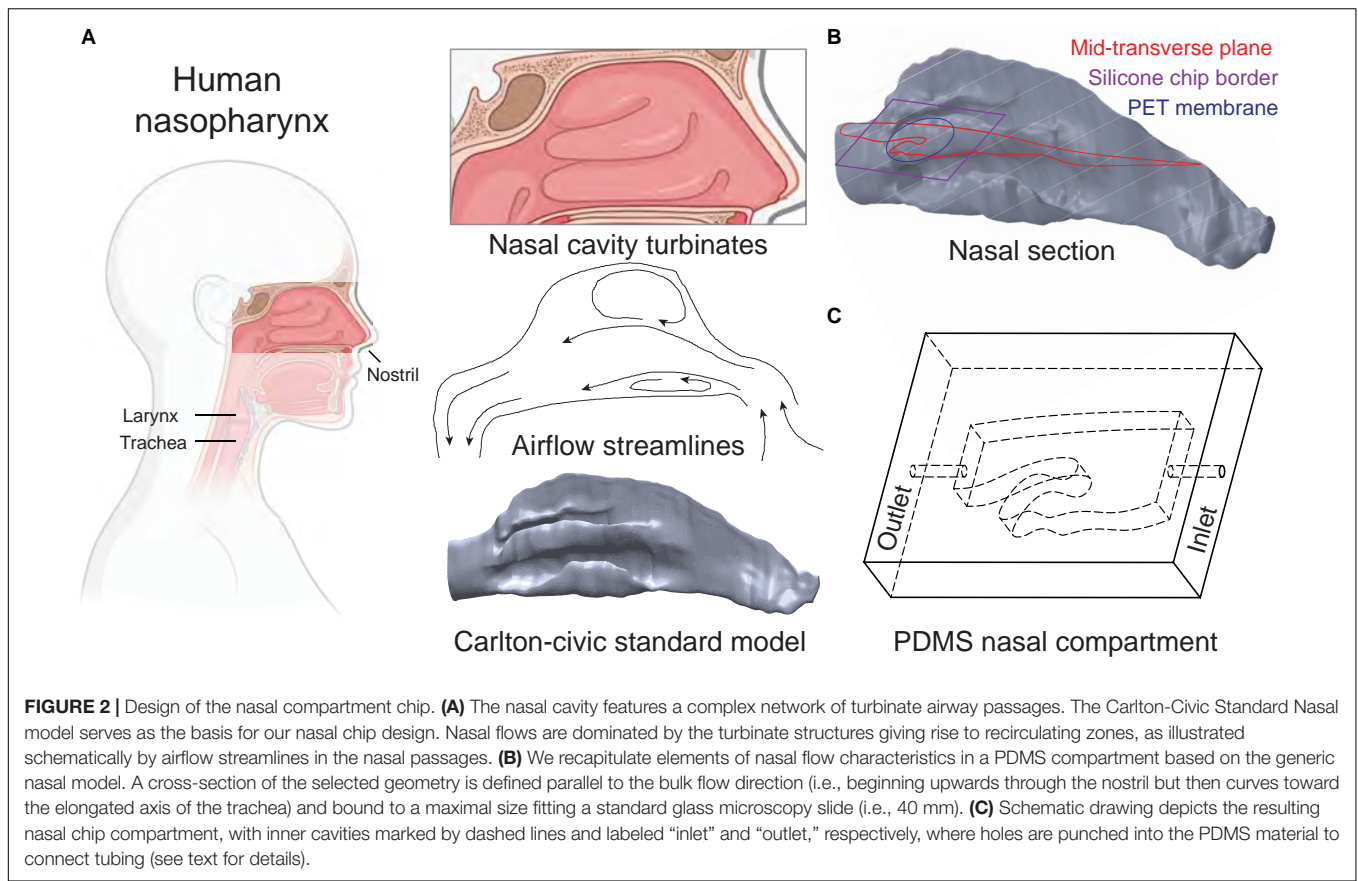 A
Human
nasopharynx
Nostril
Larynx
Trachea
Nasal cavity turbinates
Airflow streamlines
Carlton-civic standard model
B
Mid-transverse plane
Silicone chip border
PET membrane
Nasal section
C
Outlet
Inlet
PDMS nasal compartment
FIGURE 2 | Design of the nasal compartment chip. (A) The nasal cavity features a complex network of turbinate airway passages. The Carlton-Civic Standard Nasal
model serves as the basis for our nasal chip design. Nasal flows are dominated by the turbinate structures giving rise to recirculating zones, as illustrated
schematically by airflow streamlines in the nasal passages. (B) We recapitulate elements of nasal flow characteristics in a PDMS compartment based on the generic
nasal model. A cross-section of the selected geometry is defined parallel to the bulk flow direction (i.e., beginning upwards through the nostril but then curves toward
the elongated axis of the trachea) and bound to a maximal size fitting a standard glass microscopy slide (i.e., 40 mm). (C) Schematic drawing depicts the resulting
nasal chip compartment, with inner cavities marked by dashed lines and labeled “inlet” and “outlet,” respectively, where holes are punched into the PDMS material to
connect tubing (see text for details).